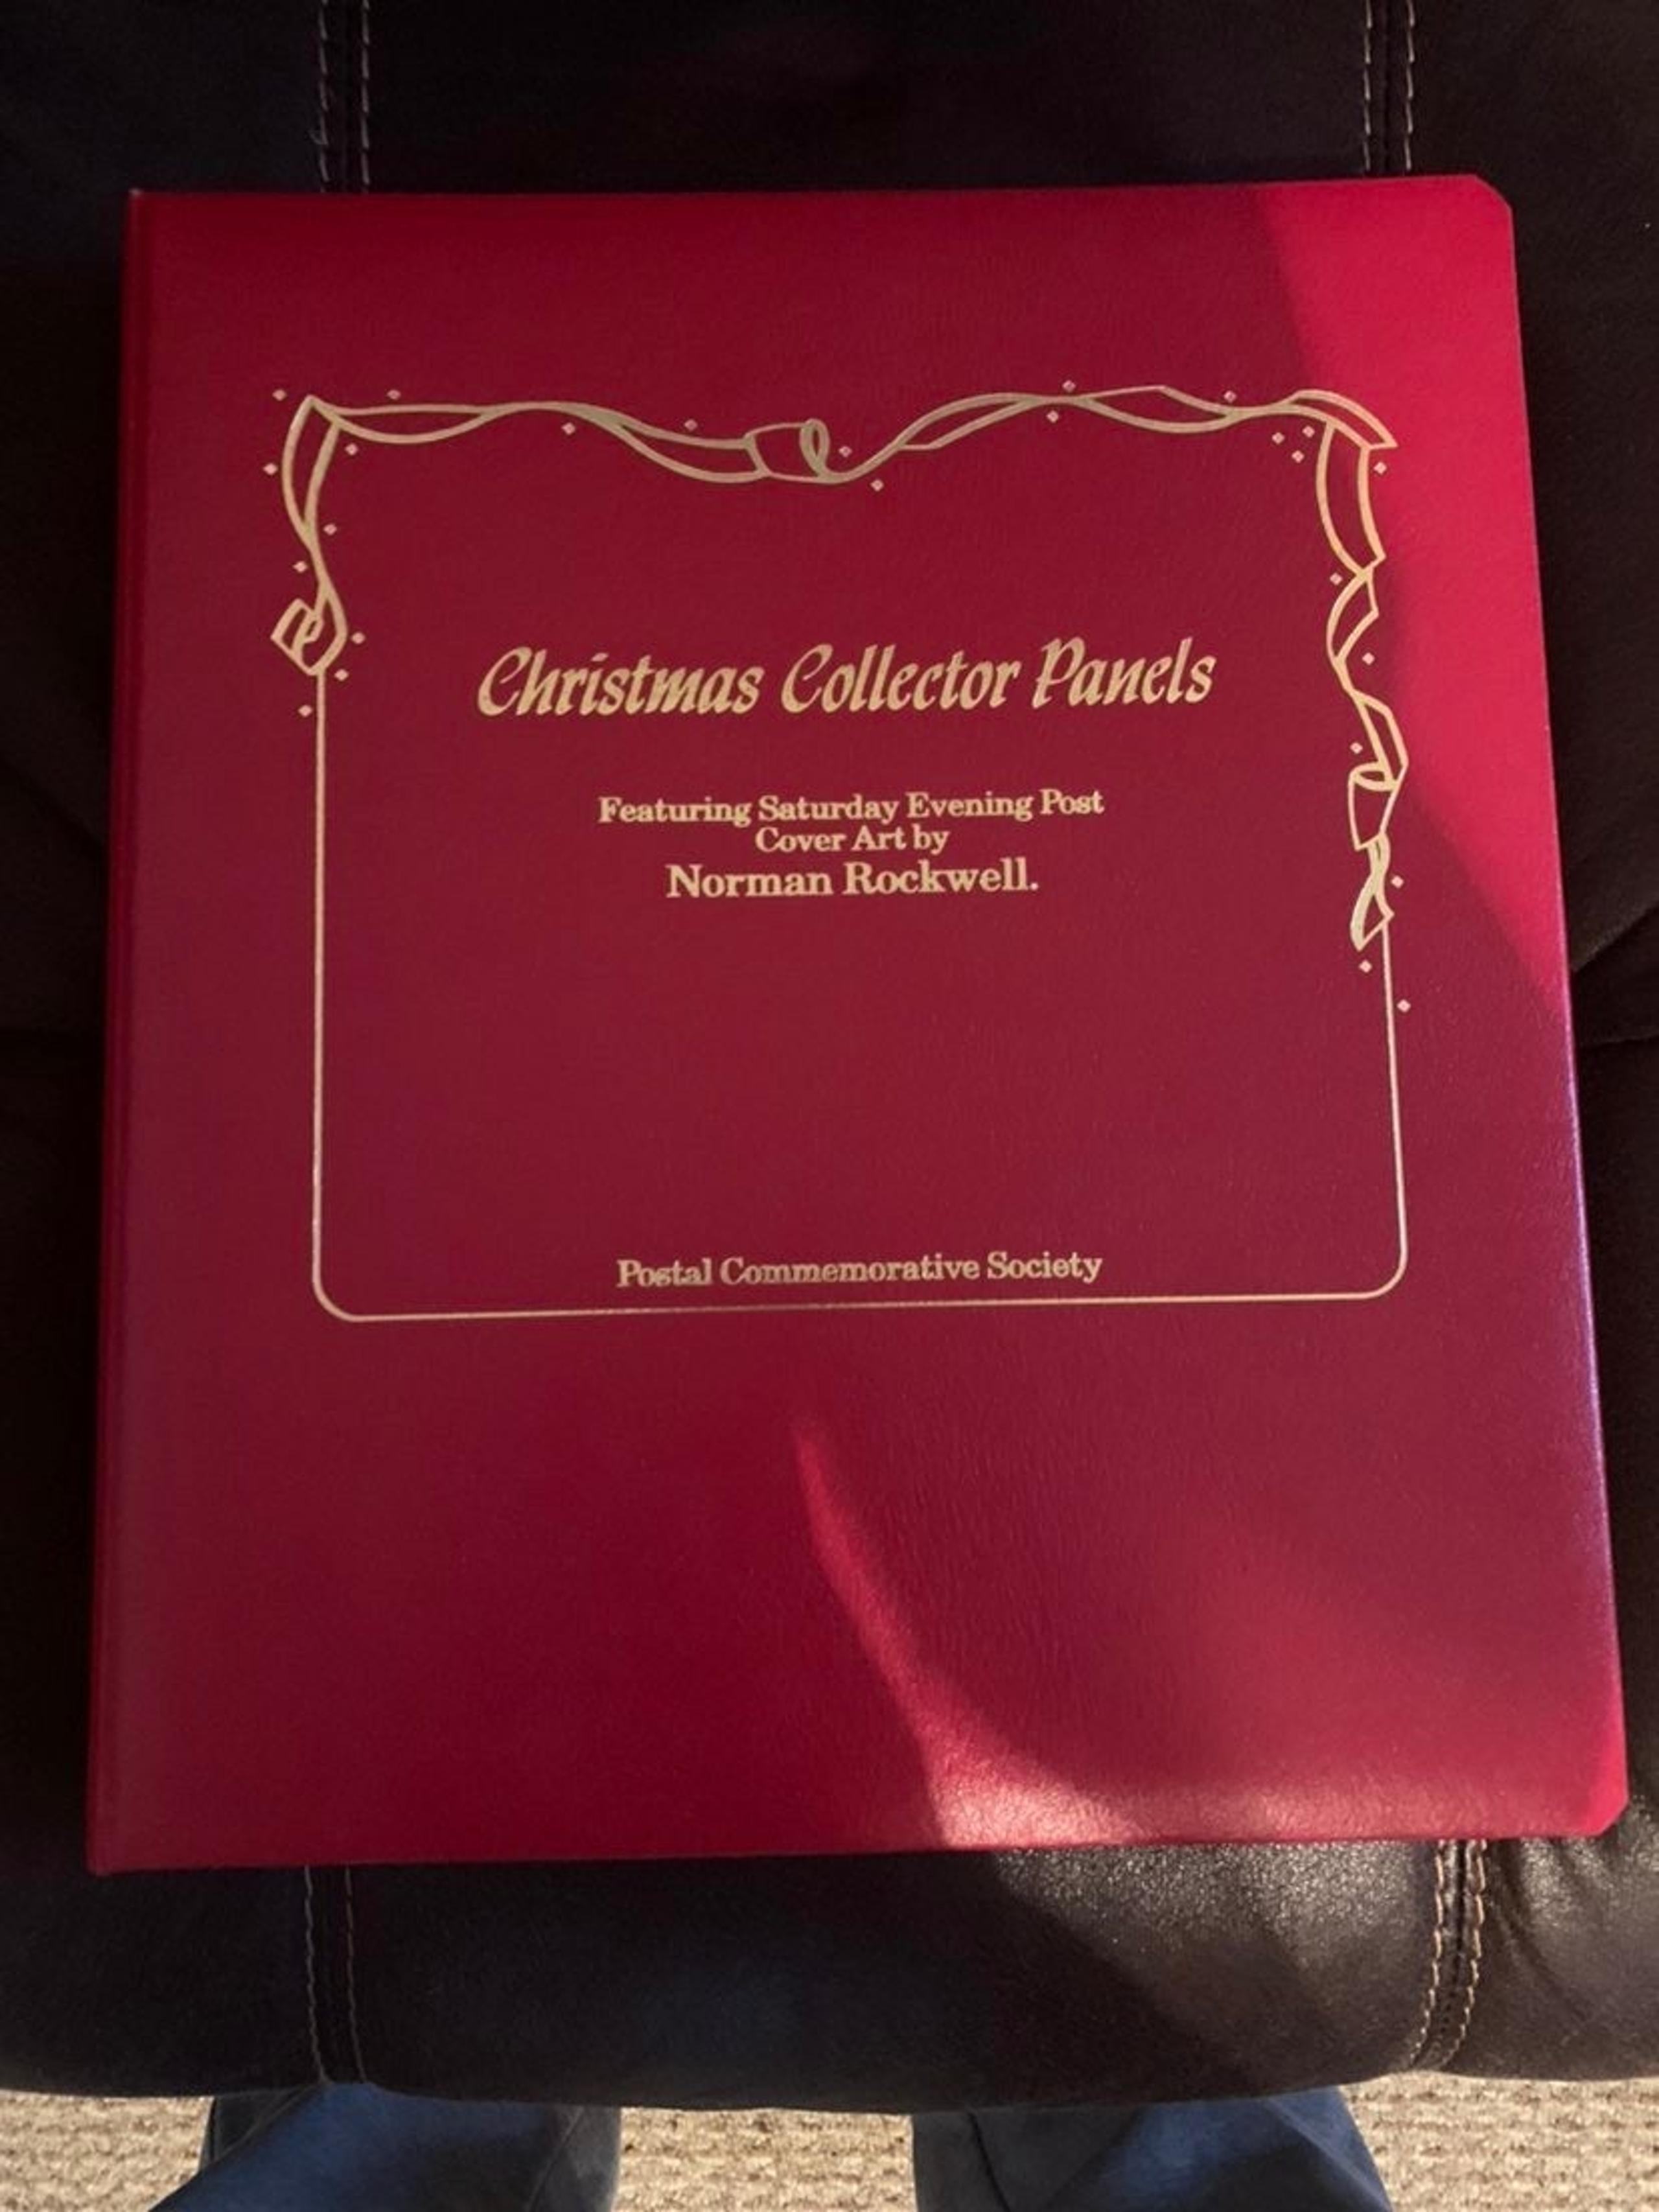 Christmas Collector Panels
Featuring Saturday Evening Post
Cover Art by
Norman Rockwell.
Postal Commemorative Society